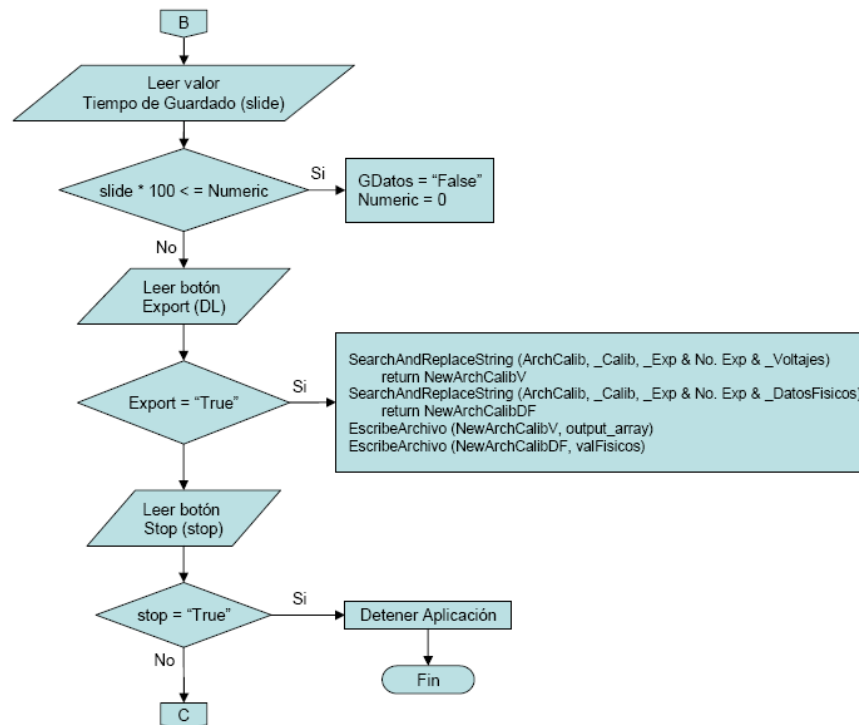 B
Leer valor
Tiempo de Guardado (slide)
slide * 100 < = Numeric
Si
GDatos = “False”
Numeric = 0
No
Leer botón
Export (DL)
Export = “True”
Si
SearchAndReplaceString (ArchCalib, _Calib, _Exp & No. Exp & _Voltajes)
return NewArchCalibV
SearchAndReplaceString (ArchCalib, _Calib, _Exp & No. Exp & _DatosFisicos)
return NewArchCalibDF
EscribeArchivo (NewArchCalibV, output_array)
EscribeArchivo (NewArchCalibDF, valFisicos)
Leer botón
Stop (stop)
stop = “True”
Si
Detener Aplicación
No
Fin
C